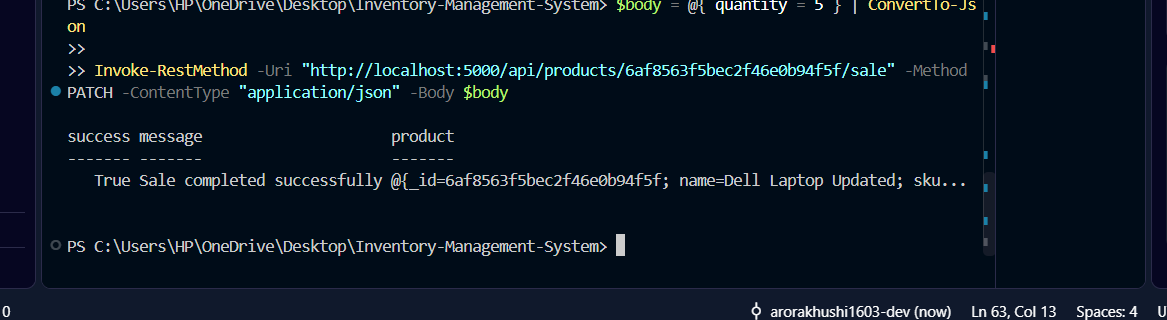 PS C:\Users\HP\OneDrive\Desktop\Inventory-Management-System> $body = @{ quantity = 5 } | ConvertTo-Js
on
>>
>> Invoke-RestMethod -Uri "http://localhost:5000/api/products/6af8563f5bec2f46e0b94f5f/sale" -Method
PATCH -ContentType "application/json" -Body $body
success message product
------- ------- -------
True Sale completed successfully @{_id=6af8563f5bec2f46e0b94f5f; name=Dell Laptop Updated; sku...
PS C:\Users\HP\OneDrive\Desktop\Inventory-Management-System>
0 arorakhushi1603-dev (now) Ln 63, Col 13 Spaces: 4 U